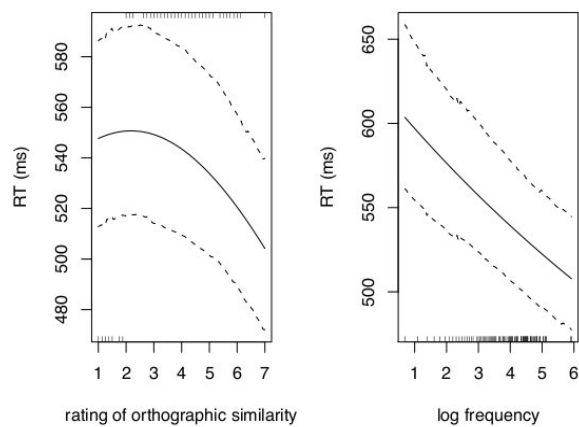 RT (ms)
480 500 520 540 560 580
1 2 3 4 5 6 7
rating of orthographic similarity
RT (ms)
500 550 600 650
1 2 3 4 5 6
log frequency